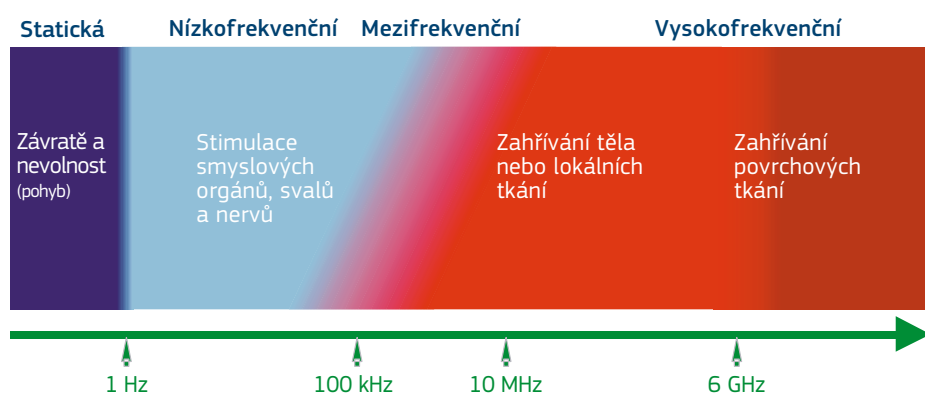 Statická Nízkofrekvenční Mezifrekvenční Vysokofrekvenční
Závratě a
nevolnost
(pohyb)
Stimulace
smyslových
orgánů, svalů
a nervů
Zahřívání těla
nebo lokálních
tkání
Zahřívání
povrchových
tkání
1 Hz 100 kHz 10 MHz 6 GHz